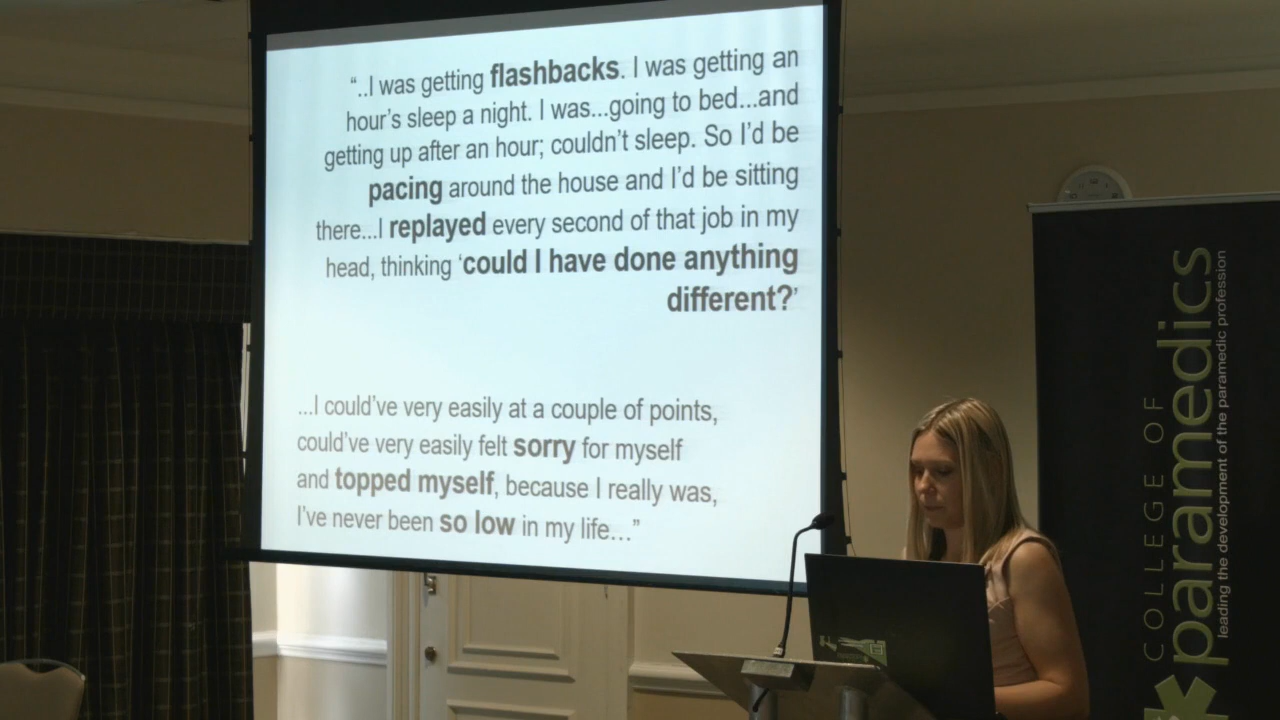 “..I was getting flashbacks. I was getting an
hour’s sleep a night. I was...going to bed...and
getting up after an hour; couldn’t sleep. So I’d be
pacing around the house and I’d be sitting
there...I replayed every second of that job in my
head, thinking ‘could I have done anything
different?’
...I could’ve very easily at a couple of points,
could’ve very easily felt sorry for myself
and topped myself, because I really was,
I’ve never been so low in my life…”
COLLEGE OF
paramedics
leading the development of the paramedic profession